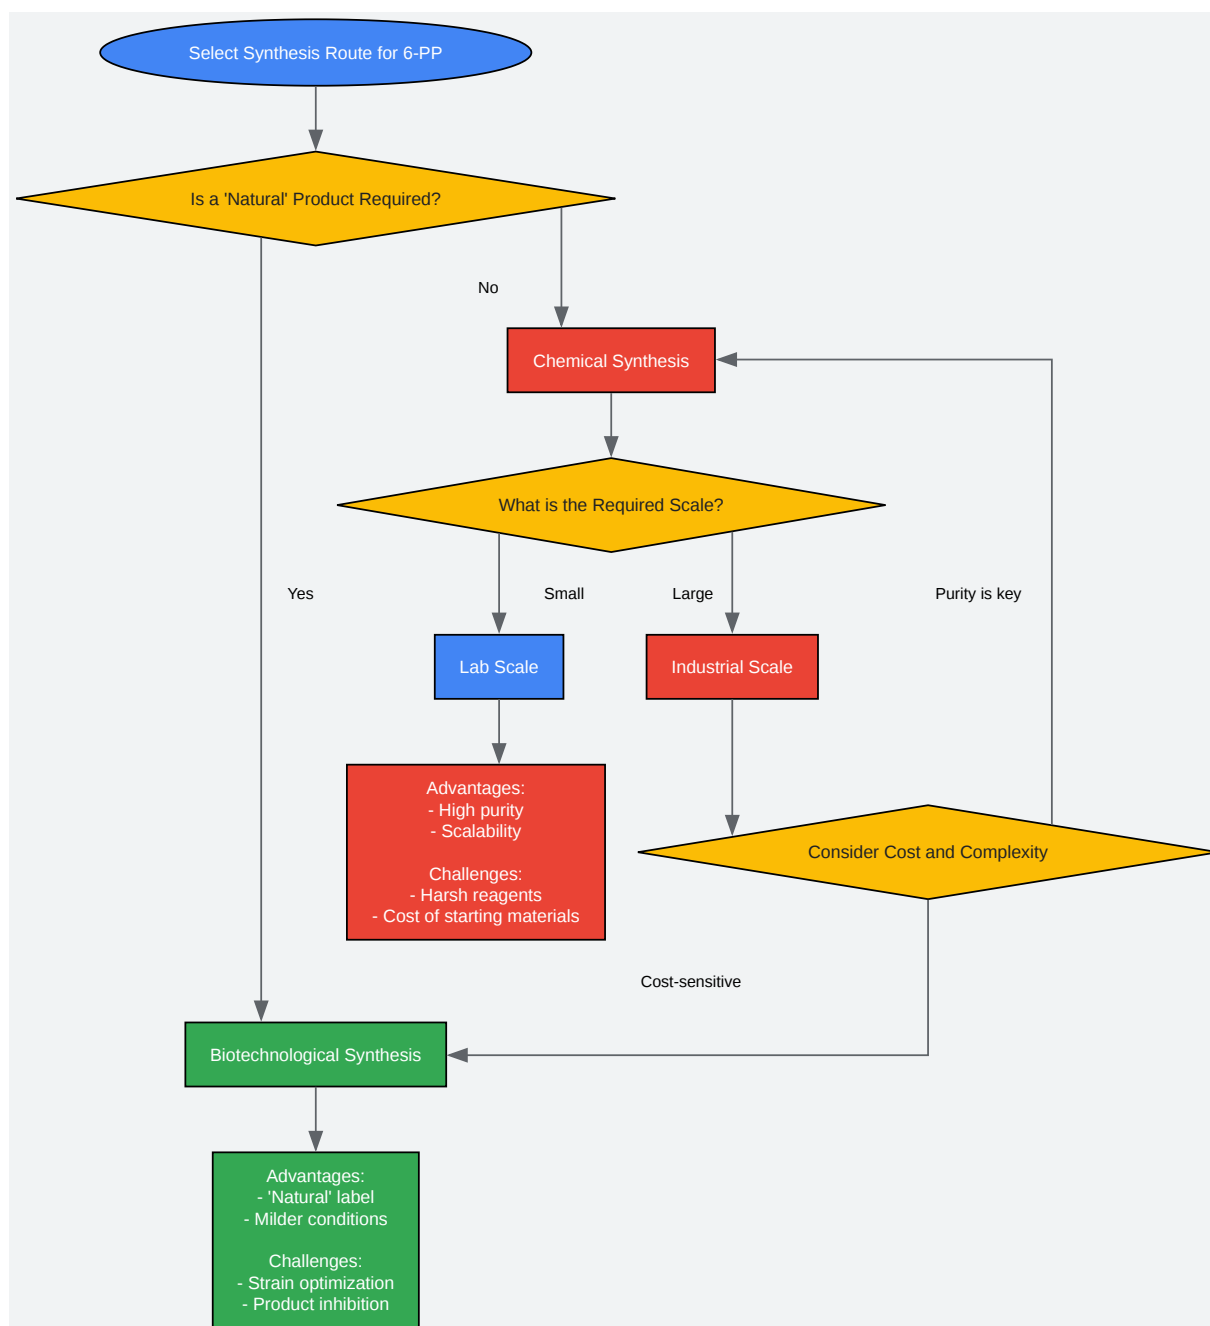 Select Synthesis Route for 6-PP
Is a 'Natural' Product Required?
No
Chemical Synthesis
What is the Required Scale?
Yes
Small
Large
Purity is key
Lab Scale
Industrial Scale
Advantages:
- High purity
- Scalability
Challenges:
- Harsh reagents
- Cost of starting materials
Consider Cost and Complexity
Cost-sensitive
Biotechnological Synthesis
Advantages:
- 'Natural' label
- Milder conditions
Challenges:
- Strain optimization
- Product inhibition